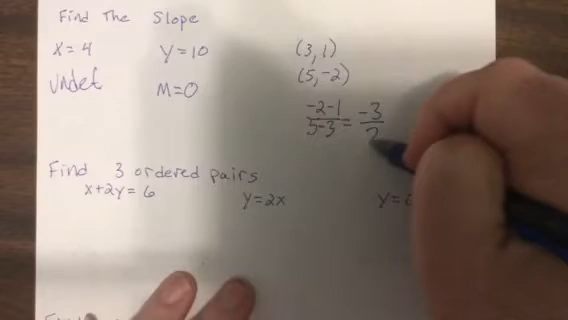 Find The Slope
x=4
y=10
(3,1)
(5,-2)
undef
M=0
-2-1
5-3
=
-3
2
Find 3 ordered pairs
x+2y=6
y=2x
y=